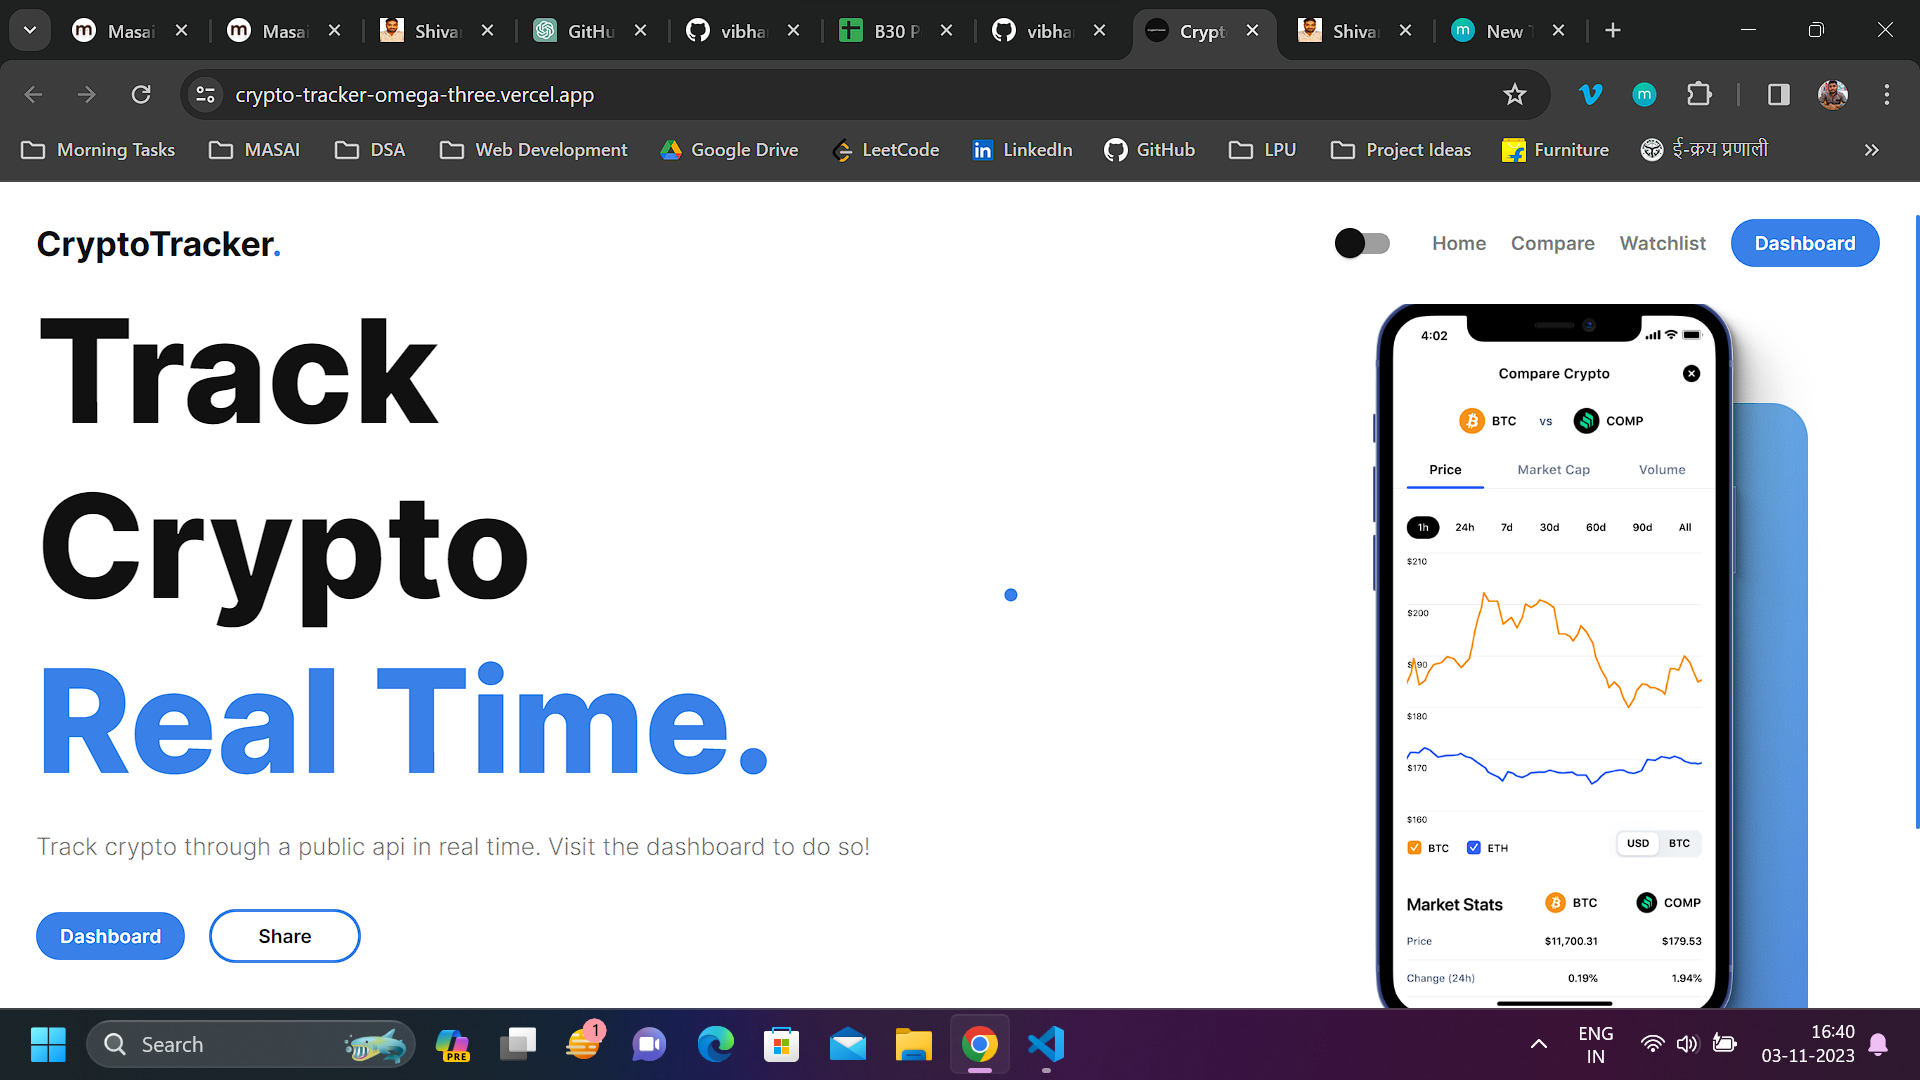 Masai
Masai
Shivar
GitHu
vibha
B30 P
vibha
Crypt
Shivar
New T
crypto-tracker-omega-three.vercel.app
Morning Tasks
MASAI
DSA
Web Development
Google Drive
LeetCode
LinkedIn
GitHub
LPU
Project Ideas
Furniture
ई-क्रय प्रणाली
CryptoTracker.
Home
Compare
Watchlist
Dashboard
Track
Crypto
Real Time.
Track crypto through a public api in real time. Visit the dashboard to do so!
Dashboard
Share
4:02
Compare Crypto
BTC vs COMP
Price Market Cap Volume
1h 24h 7d 30d 60d 90d All
$210
$200
$190
$180
$170
$160
BTC ETH USD BTC
Market Stats BTC COMP
Price $11,700.31 $179.53
Change (24h) 0.19% 1.94%
Search
PRE
1
ENG
IN
16:40
03-11-2023